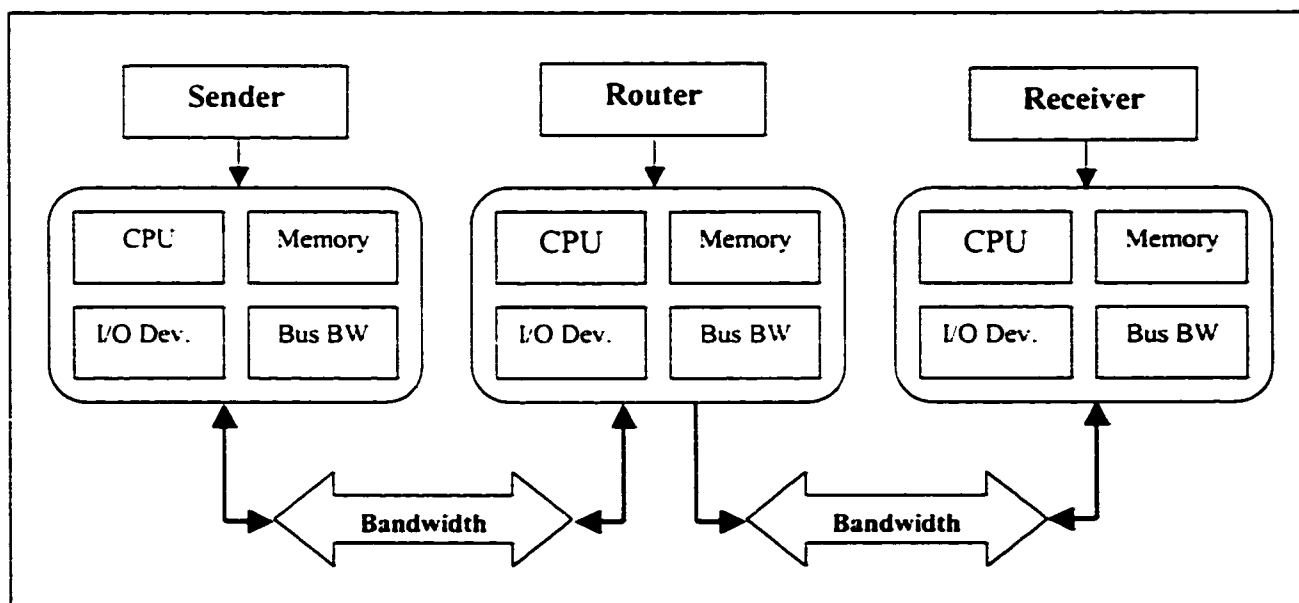 Sender
Router
Receiver
CPU
Memory
I/O Dev.
Bus BW
CPU
Memory
I/O Dev.
Bus BW
CPU
Memory
I/O Dev.
Bus BW
Bandwidth
Bandwidth